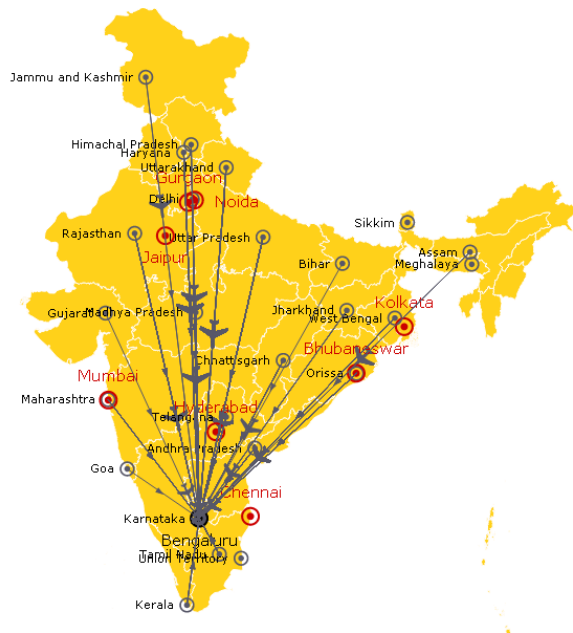 Jammu and Kashmir
Himachal Pradesh
Haryana
Uttarakhand
Gurgaon
Delhi
Noida
Sikkim
Rajasthan
Uttar Pradesh
Jaipur
Assam
Bihar
Meghalaya
Gujarat
Madhya Pradesh
Jharkhand
Kolkata
West Bengal
Bhubaneswar
Chhattisgarh
Orissa
Mumbai
Maharashtra
Hyderabad
Telangana
Andhra Pradesh
Goa
Chennai
Karnataka
Bengaluru
Tamil Nadu
Union Territory
Kerala